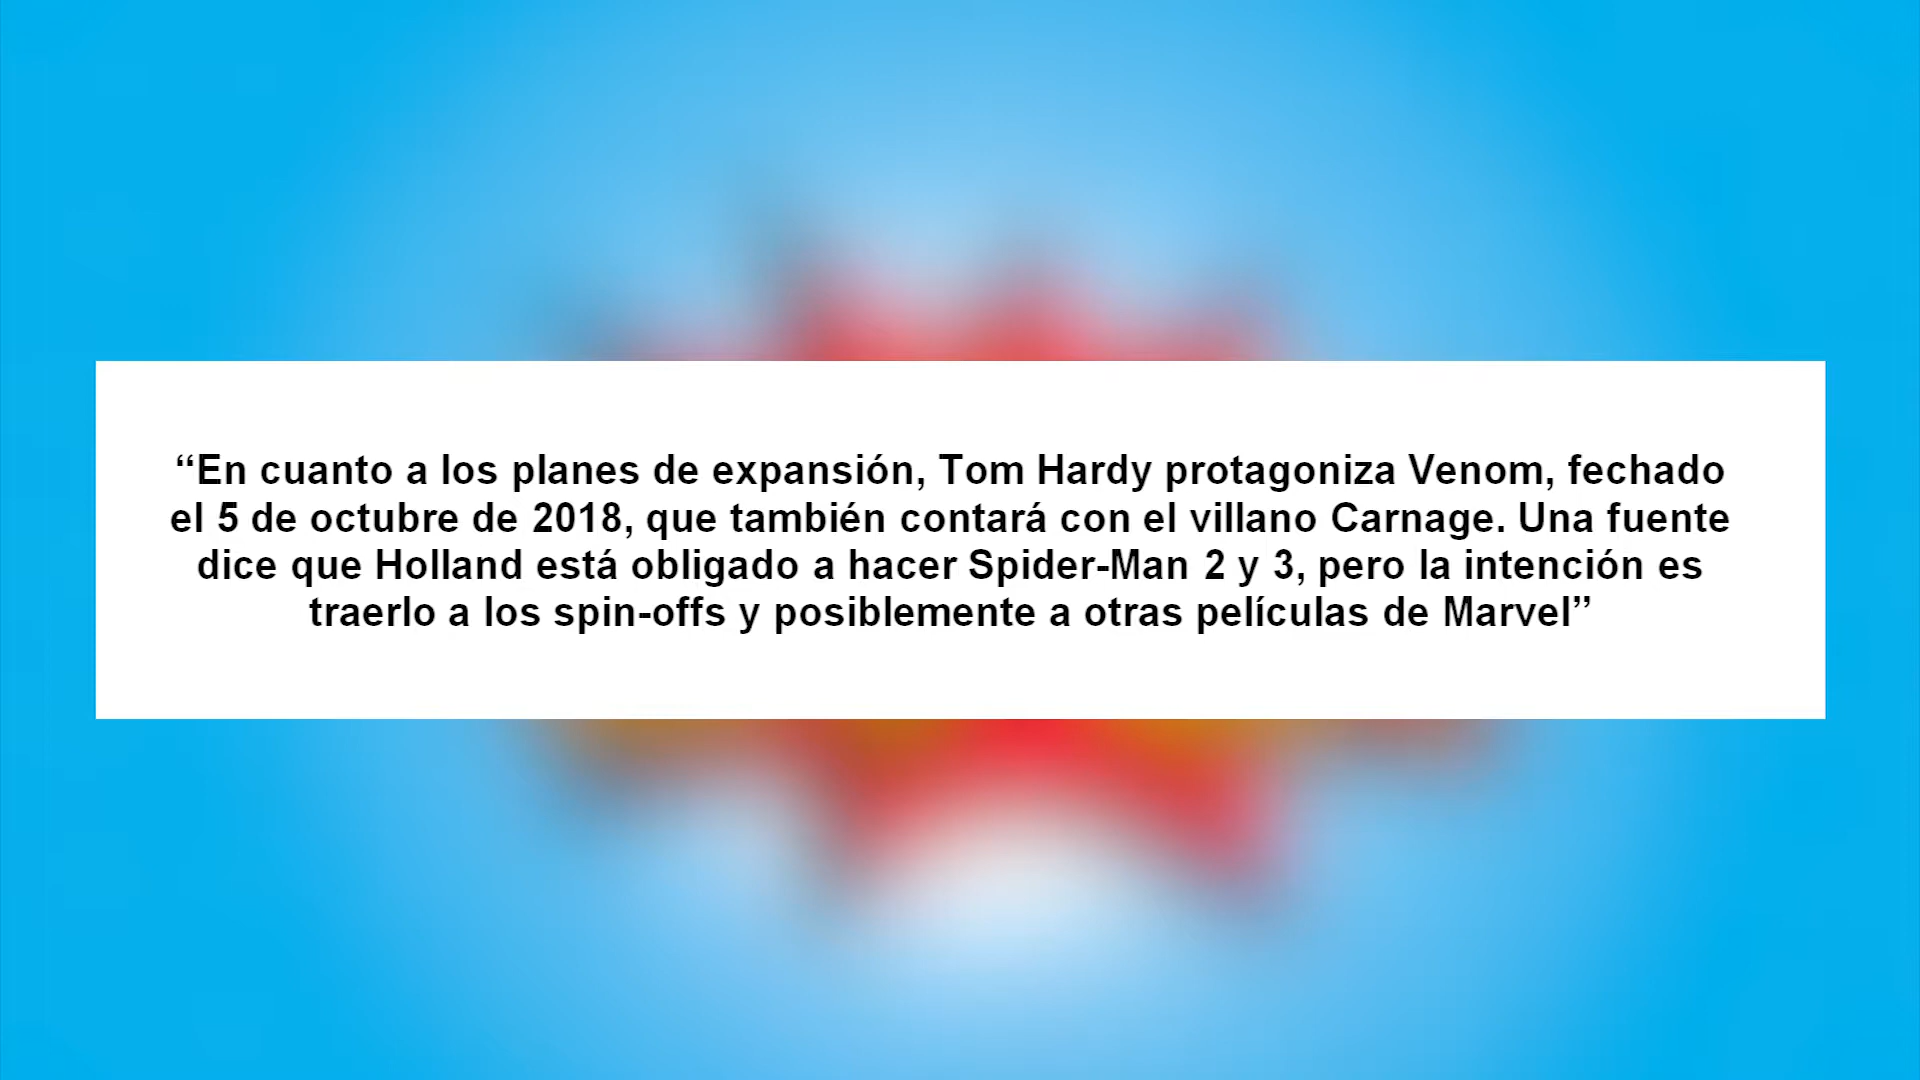 “En cuanto a los planes de expansión, Tom Hardy protagoniza Venom, fechado
el 5 de octubre de 2018, que también contará con el villano Carnage. Una fuente
dice que Holland está obligado a hacer Spider-Man 2 y 3, pero la intención es
traerlo a los spin-offs y posiblemente a otras películas de Marvel”